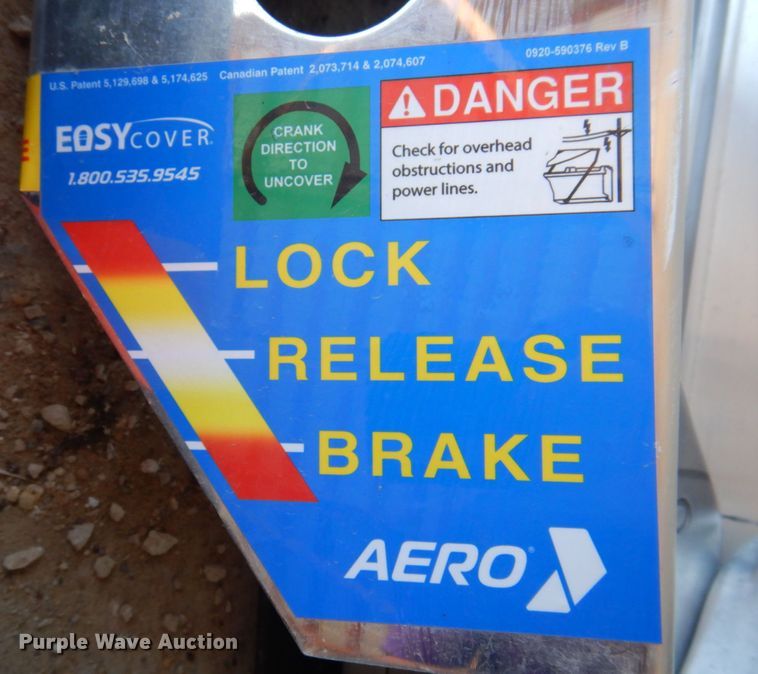 U.S. Patent 5,129,698 & 5,174,625 Canadian Patent 2,073,714 & 2,074,607
0920-590376 Rev B
EASYCOVER®
1.800.535.9545
CRANK
DIRECTION
TO
UNCOVER
DANGER
Check for overhead
obstructions and
power lines.
LOCK
RELEASE
BRAKE
AERO®
Purple Wave Auction